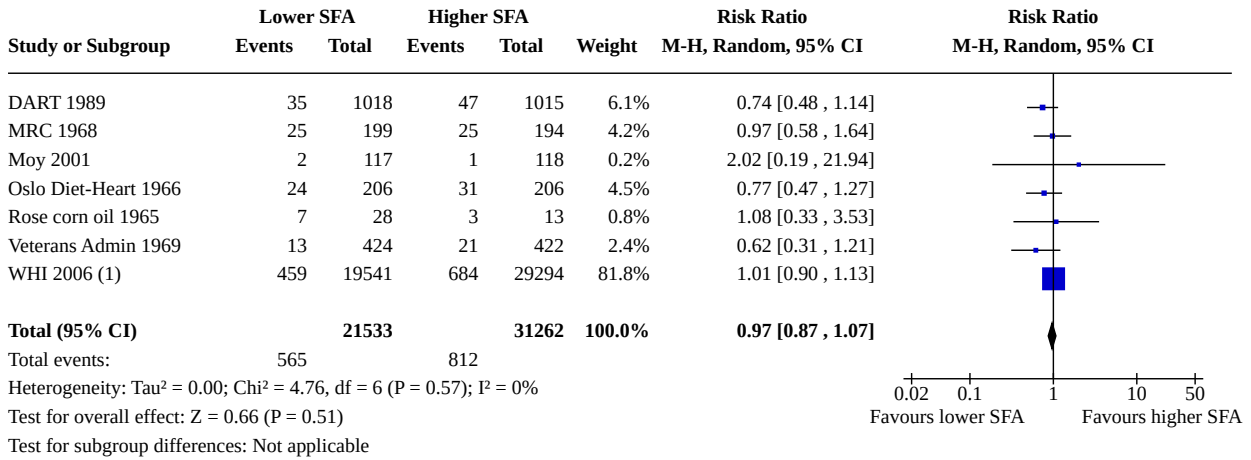 Lower SFA Higher SFA Risk Ratio Risk Ratio
Study or Subgroup Events Total Events Total Weight M-H, Random, 95% CI M-H, Random, 95% CI
DART 1989 35 1018 47 1015 6.1% 0.74 [0.48 , 1.14]
MRC 1968 25 199 25 194 4.2% 0.97 [0.58 , 1.64]
Moy 2001 2 117 1 118 0.2% 2.02 [0.19 , 21.94]
Oslo Diet-Heart 1966 24 206 31 206 4.5% 0.77 [0.47 , 1.27]
Rose corn oil 1965 7 28 3 13 0.8% 1.08 [0.33 , 3.53]
Veterans Admin 1969 13 424 21 422 2.4% 0.62 [0.31 , 1.21]
WHI 2006 (1) 459 19541 684 29294 81.8% 1.01 [0.90 , 1.13]
Total (95% CI) 21533 31262 100.0% 0.97 [0.87 , 1.07]
Total events: 565 812
Heterogeneity: Tau² = 0.00; Chi² = 4.76, df = 6 (P = 0.57); I² = 0%
0.02 0.1 1 10 50
Test for overall effect: Z = 0.66 (P = 0.51) Favours lower SFA Favours higher SFA
Test for subgroup differences: Not applicable